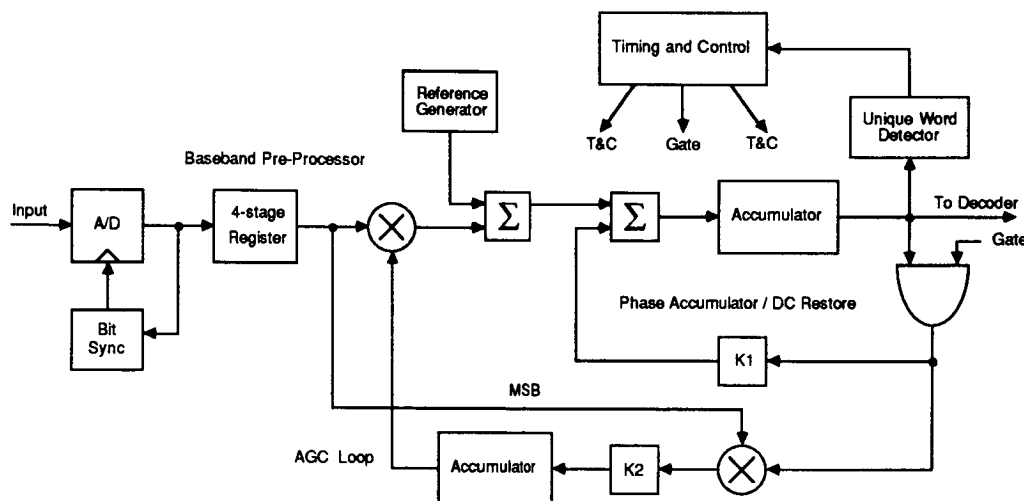 Timing and Control
Reference
Generator
T&C
Gate
T&C
Unique Word
Detector
Baseband Pre-Processor
Input
A/D
4-stage
Register
Σ
Σ
Accumulator
To Decoder
Gate
Bit
Sync
Phase Accumulator / DC Restore
K1
MSB
AGC Loop
Accumulator
K2